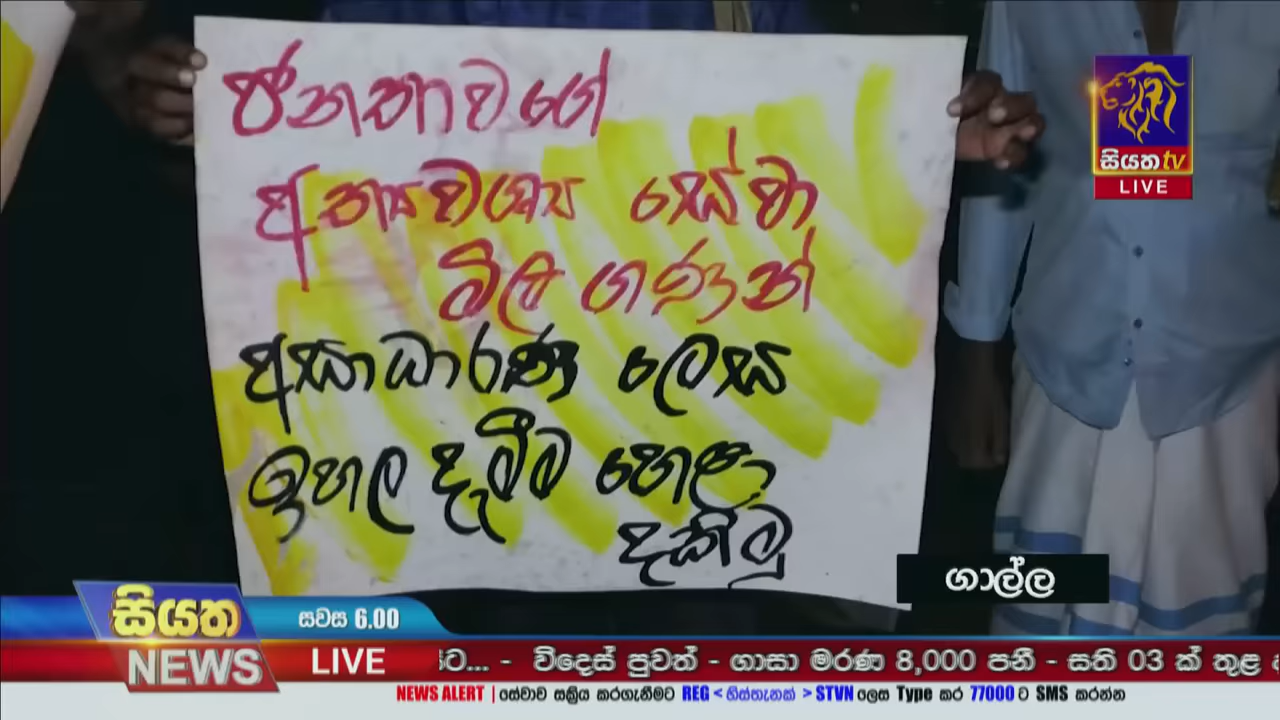 ජනතාවගේ
අත්‍යවශ්‍ය සේවා
මිල ගණන්
අසාධාරණ ලෙස
ඉහල දැමීම හෙළා
දකිමු
සියත tv
LIVE
ගාල්ල
සියත
NEWS
සවස 6.00
LIVE
ට... - විදෙස් පුවත් - ගාසා මරණ 8,000 පනී - සති 03 ක් තුළ
NEWS ALERT | සේවාව සක්‍රිය කරගැනීමට REG < හිස්තැනක් > STVN ලෙස Type කර 77000 ට SMS කරන්න